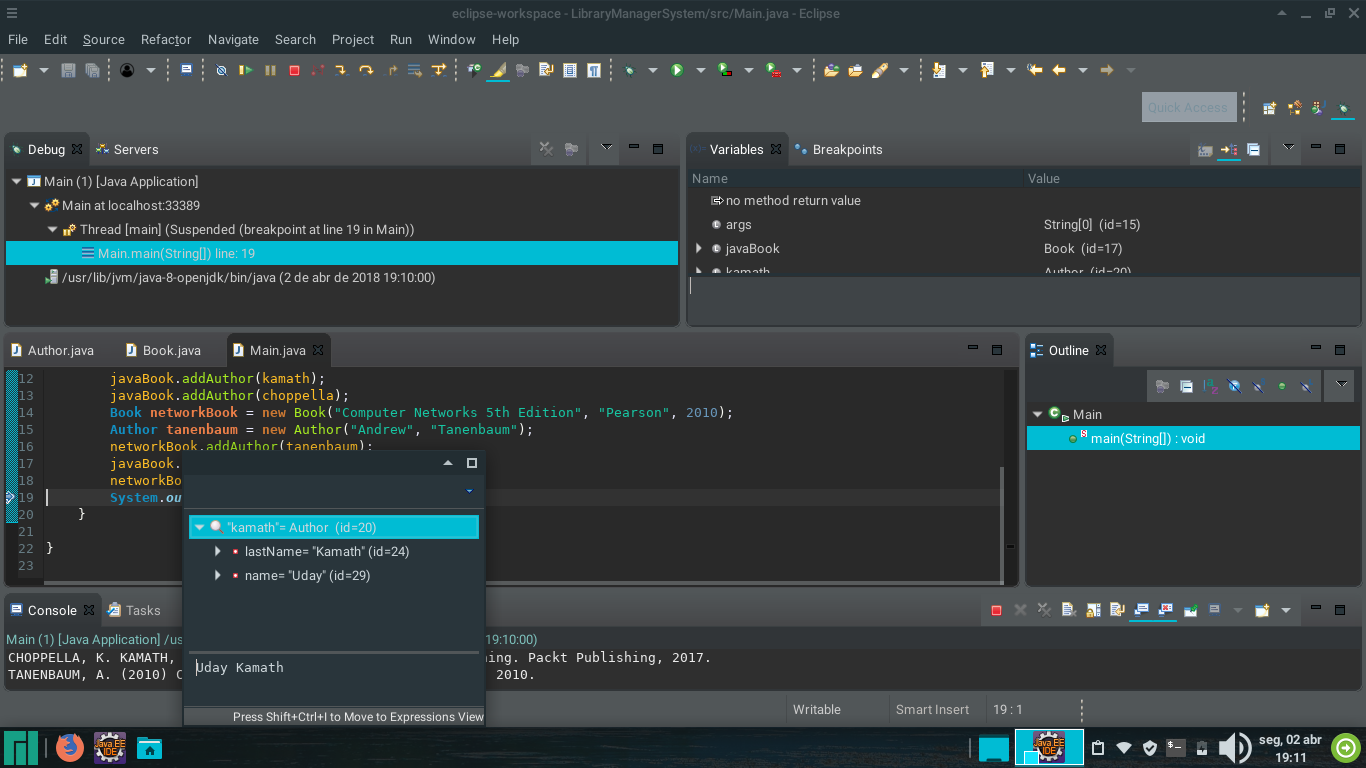 eclipse-workspace - LibraryManagerSystem/src/Main.java - Eclipse
File Edit Source Refactor Navigate Search Project Run Window Help
Quick Access
Debug Servers
Main (1) [Java Application]
Main at localhost:33389
Thread [main] (Suspended (breakpoint at line 19 in Main))
Main.main(String[]) line: 19
/usr/lib/jvm/java-8-openjdk/bin/java (2 de abr de 2018 19:10:00)
Variables Breakpoints
Name Value
no method return value
args String[0] (id=15)
javaBook Book (id=17)
kamath Author (id=20)
Author.java Book.java Main.java
12 javaBook.addAuthor(kamath);
13 javaBook.addAuthor(choppella);
14 Book networkBook = new Book("Computer Networks 5th Edition", "Pearson", 2010);
15 Author tanenbaum = new Author("Andrew", "Tanenbaum");
16 networkBook.addAuthor(tanenbaum);
17 javaBook.
18 networkBo
19 System.ou
20 }
21
22 }
23
"kamath"= Author (id=20)
lastName= "Kamath" (id=24)
name= "Uday" (id=29)
Uday Kamath
Press Shift+Ctrl+I to Move to Expressions View
Outline
Main
main(String[]) : void
Console Tasks
Main (1) [Java Application] /us 19:10:00)
CHOPPELLA, K. KAMATH, ning. Packt Publishing, 2017.
TANENBAUM, A. (2010) C 2010.
Writable Smart Insert 19 : 1
Java EE
IDE
Java EE
IDE
seg, 02 abr
19:11